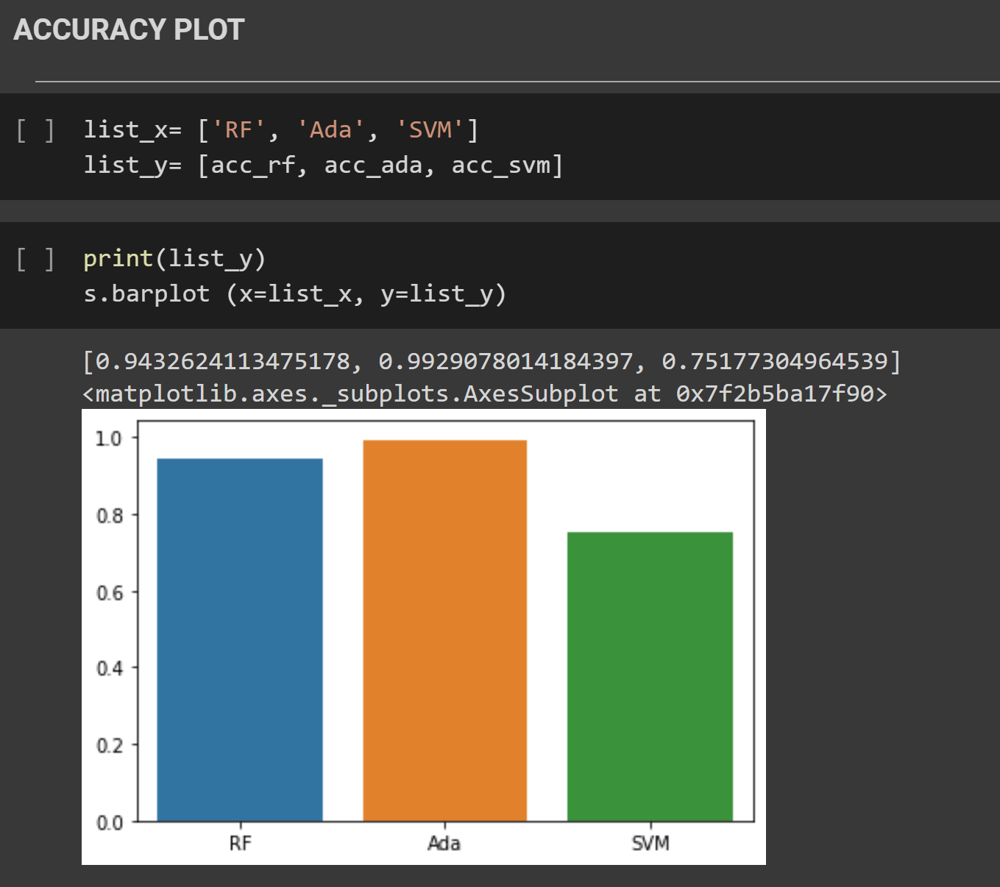 ACCURACY PLOT
[ ] list_x= ['RF', 'Ada', 'SVM']
list_y= [acc_rf, acc_ada, acc_svm]
[ ] print(list_y)
s.barplot (x=list_x, y=list_y)
[0.9432624113475178, 0.9929078014184397, 0.75177304964539]
<matplotlib.axes._subplots.AxesSubplot at 0x7f2b5ba17f90>
1.0
0.8
0.6
0.4
0.2
0.0
RF Ada SVM